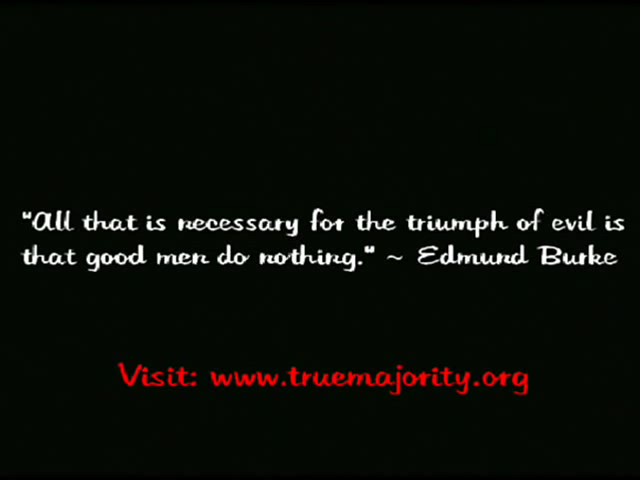 "All that is necessary for the triumph of evil is
that good men do nothing." ~ Edmund Burke
Visit: www.truemajority.org